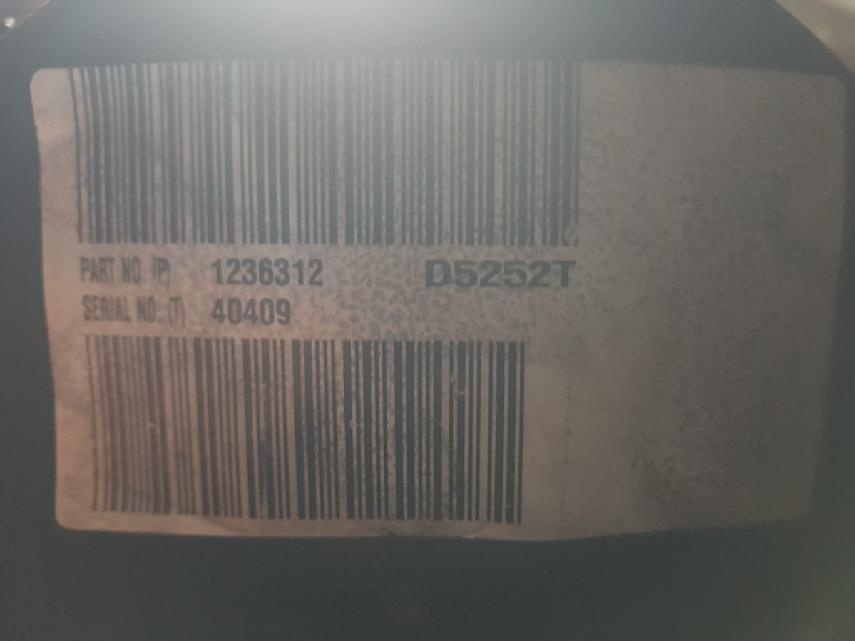 PART NO. (P) 1236312 D5252T
SERIAL NO. (T) 40409